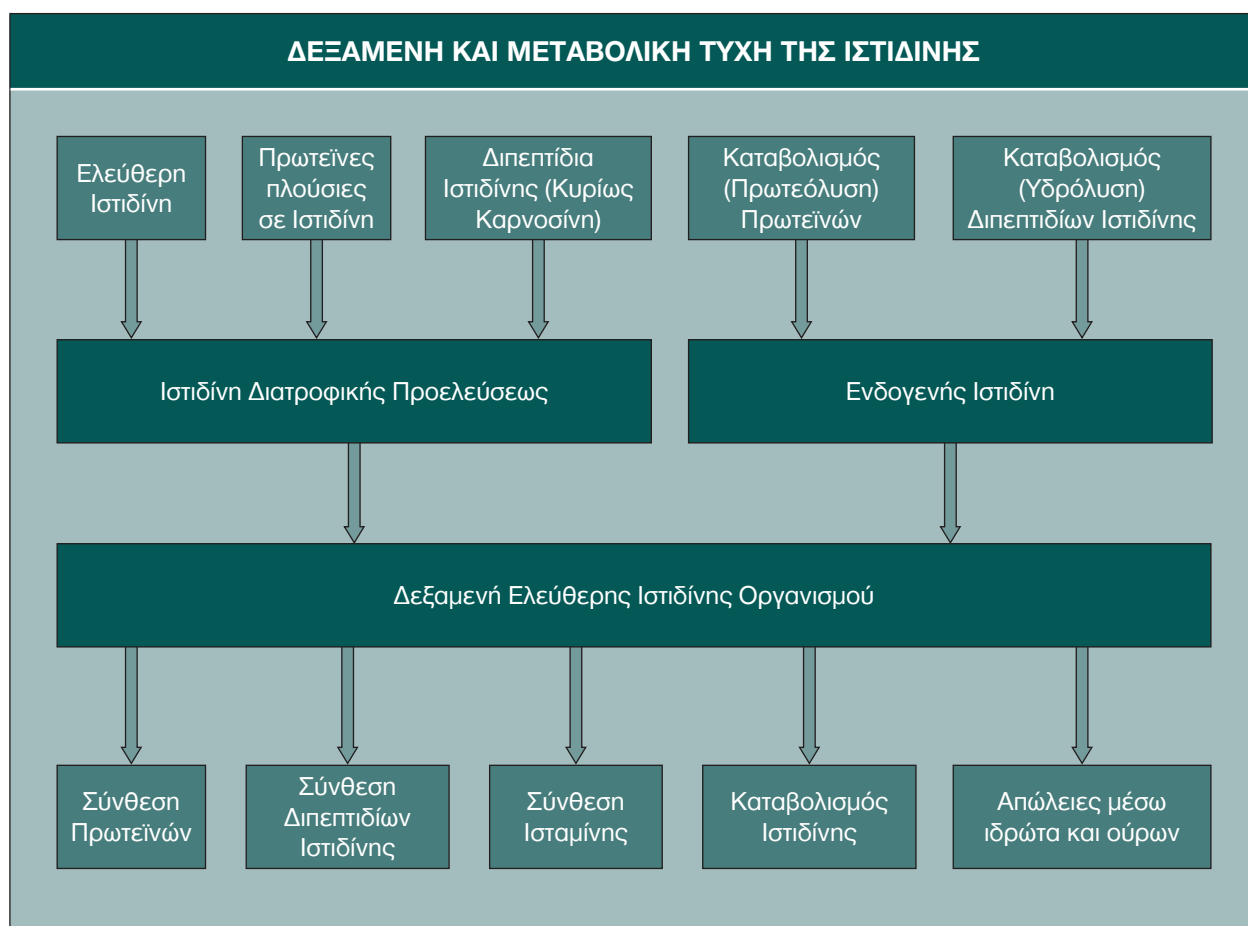 ΔΕΞΑΜΕΝΗ ΚΑΙ ΜΕΤΑΒΟΛΙΚΗ ΤΥΧΗ ΤΗΣ ΙΣΤΙΔΙΝΗΣ
Ελεύθερη
Ιστιδίνη
Πρωτεΐνες
πλούσιες
σε Ιστιδίνη
Διπεπτίδια
Ιστιδίνης (Κυρίως
Καρνοσίνη)
Καταβολισμός
(Πρωτεόλυση)
Πρωτεϊνών
Καταβολισμός
(Υδρόλυση)
Διπεπτιδίων Ιστιδίνης
Ιστιδίνη Διατροφικής Προελεύσεως
Ενδογενής Ιστιδίνη
Δεξαμενή Ελεύθερης Ιστιδίνης Οργανισμού
Σύνθεση
Πρωτεϊνών
Σύνθεση
Διπεπτιδίων
Ιστιδίνης
Σύνθεση
Ισταμίνης
Καταβολισμός
Ιστιδίνης
Απώλειες μέσω
ιδρώτα και ούρων